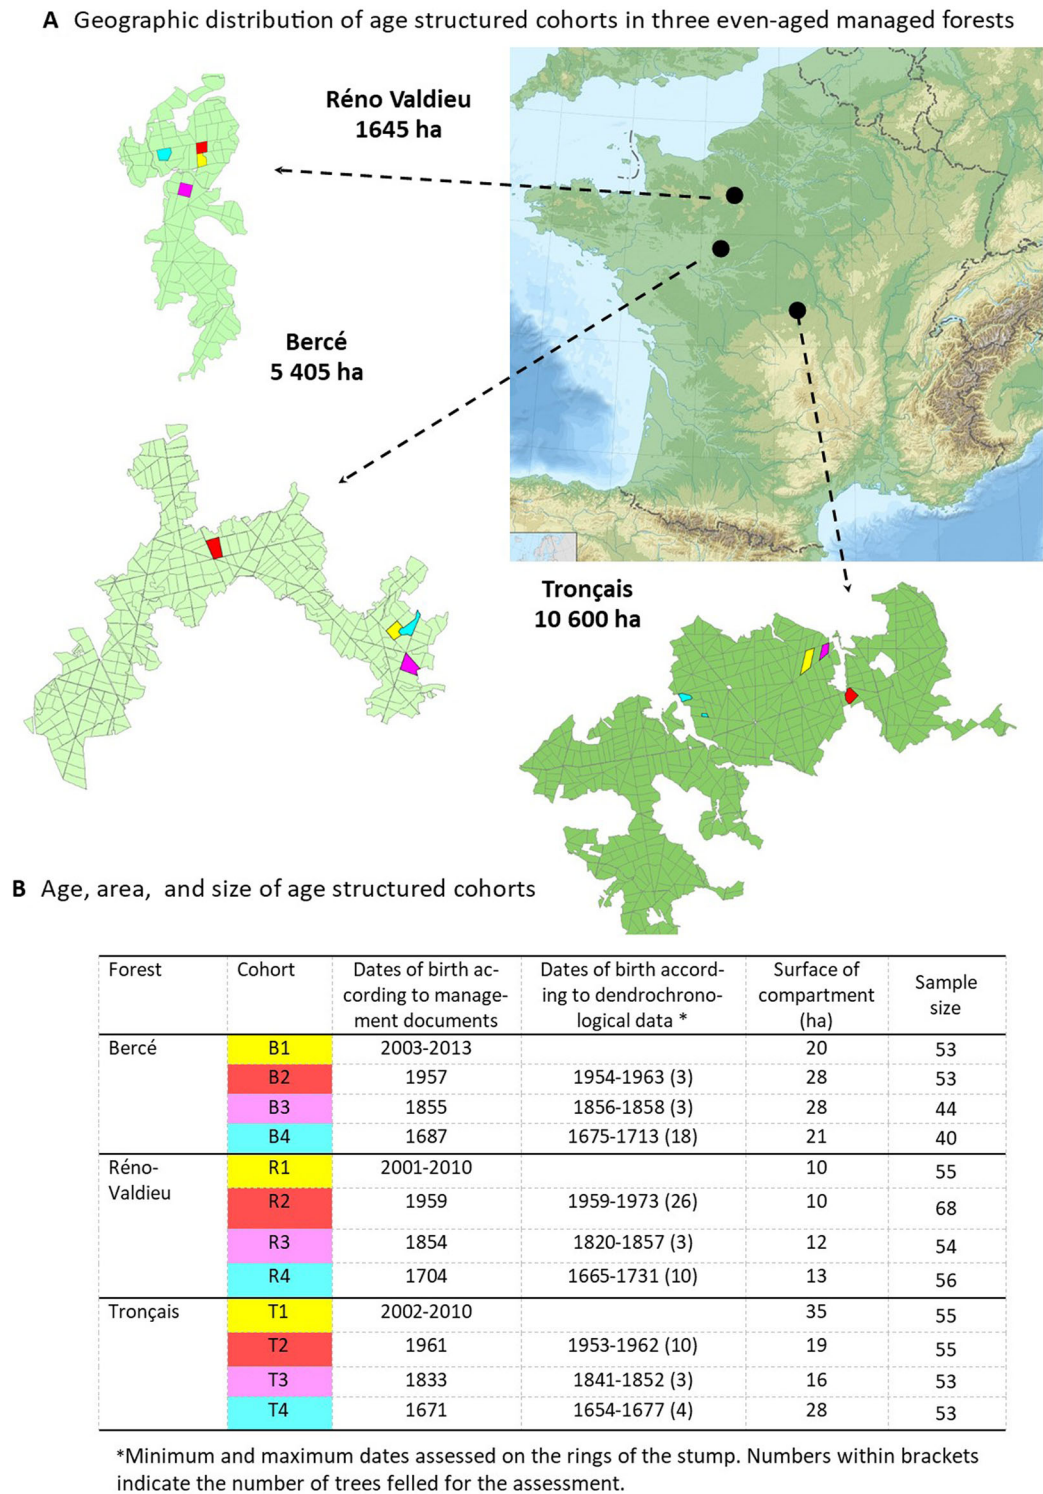 A Geographic distribution of age structured cohorts in three even-aged managed forests
Réno Valdieu
1645 ha
Bercé
5 405 ha
Tronçais
10 600 ha
B Age, area, and size of age structured cohorts
Forest Cohort Dates of birth ac-
cording to manage-
ment documents Dates of birth accord-
ing to dendrochrono-
logical data * Surface of
compartment
(ha) Sample
size
Bercé B1 2003-2013 20 53
B2 1957 1954-1963 (3) 28 53
B3 1855 1856-1858 (3) 28 44
B4 1687 1675-1713 (18) 21 40
Réno-
Valdieu R1 2001-2010 10 55
R2 1959 1959-1973 (26) 10 68
R3 1854 1820-1857 (3) 12 54
R4 1704 1665-1731 (10) 13 56
Tronçais T1 2002-2010 35 55
T2 1961 1953-1962 (10) 19 55
T3 1833 1841-1852 (3) 16 53
T4 1671 1654-1677 (4) 28 53
*Minimum and maximum dates assessed on the rings of the stump. Numbers within brackets
indicate the number of trees felled for the assessment.